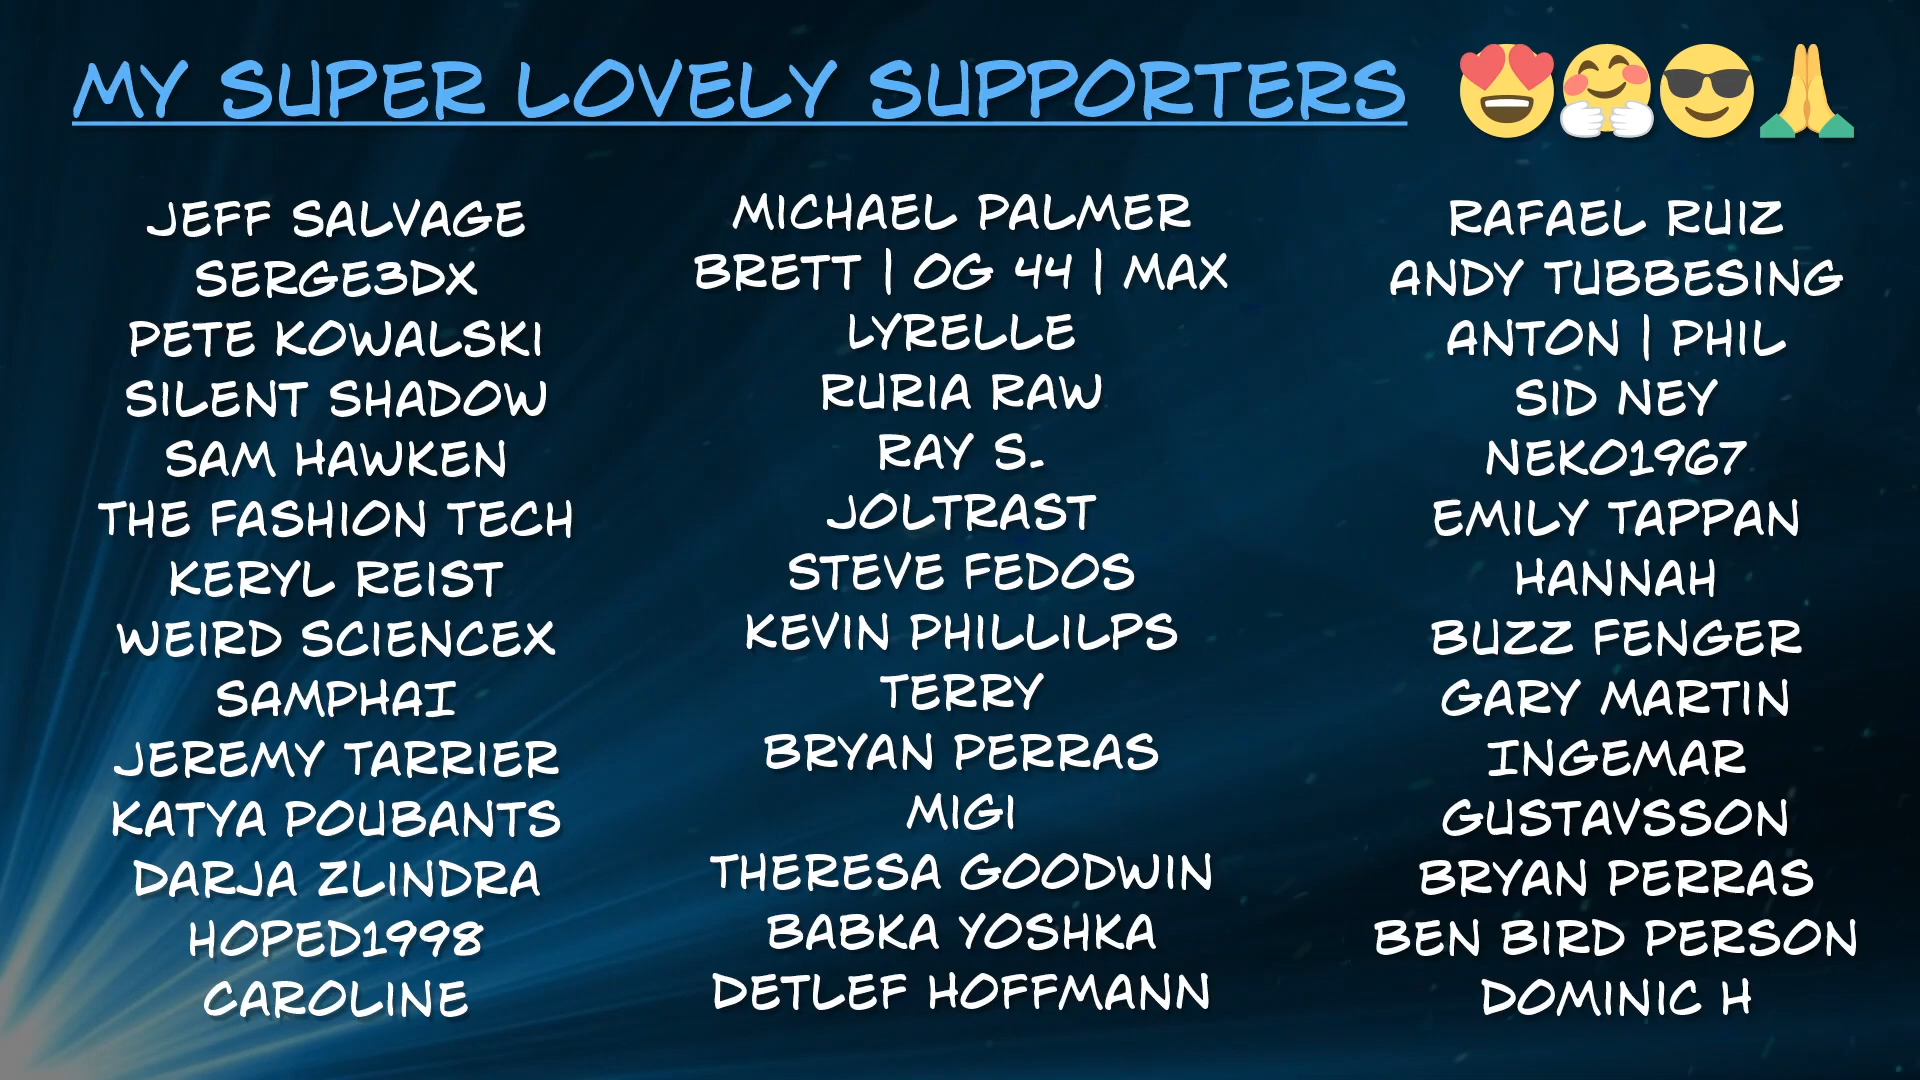 MY SUPER LOVELY SUPPORTERS 😍🤗😎🙏
JEFF SALVAGE
SERGE3DX
PETE KOWALSKI
SILENT SHADOW
SAM HAWKEN
THE FASHION TECH
KERYL REIST
WEIRD SCIENCEX
SAMPHAI
JEREMY TARRIER
KATYA POUBANTS
DARJA ZLINDRA
HOPED1998
CAROLINE
MICHAEL PALMER
BRETT | OG 44 | MAX
LYRELLE
RURIA RAW
RAY S.
JOLTRAST
STEVE FEDOS
KEVIN PHILLILPS
TERRY
BRYAN PERRAS
MIGI
THERESA GOODWIN
BABKA YOSHKA
DETLEF HOFFMANN
RAFAEL RUIZ
ANDY TUBBESING
ANTON | PHIL
SID NEY
NEKO1967
EMILY TAPPAN
HANNAH
BUZZ FENGER
GARY MARTIN
INGEMAR
GUSTAVSSON
BRYAN PERRAS
BEN BIRD PERSON
DOMINIC H